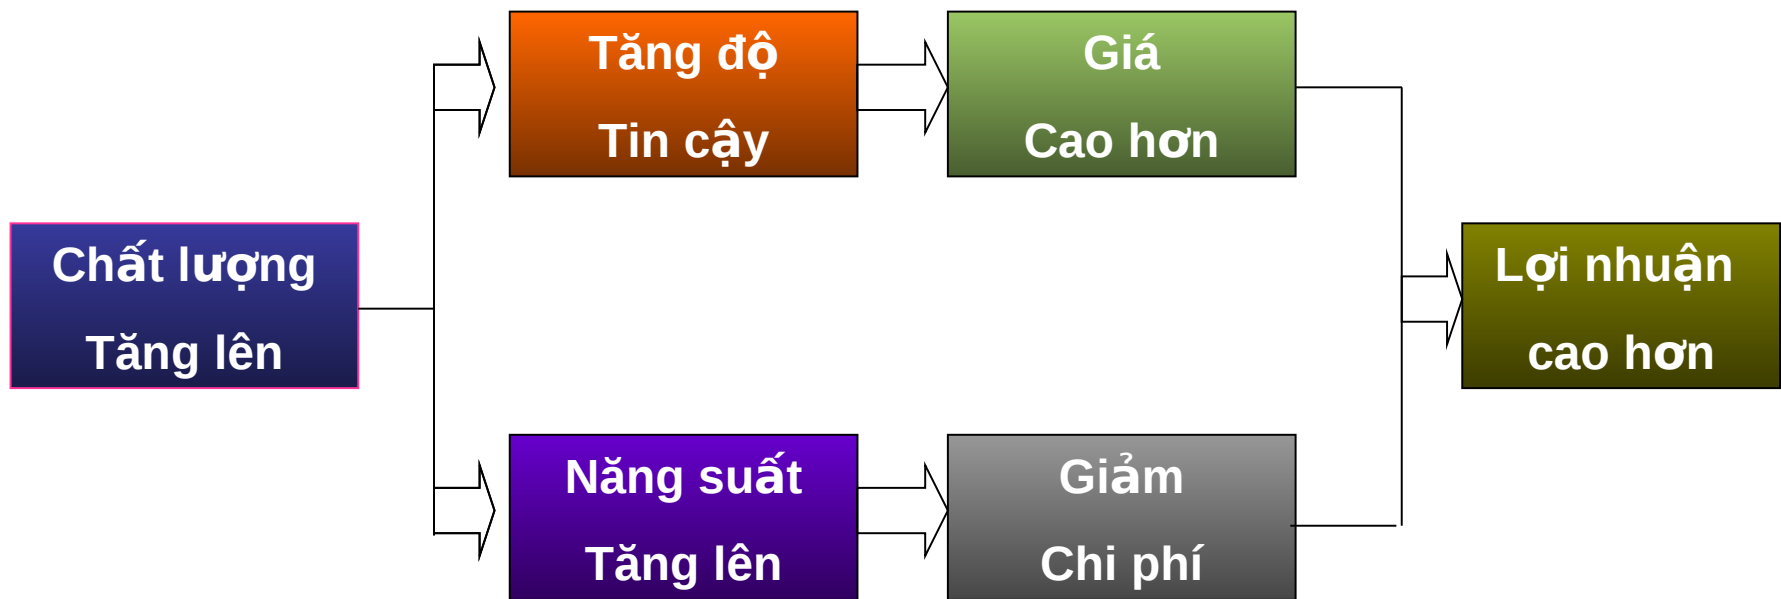 Tăng độ
Tin cậy
Giá
Cao hơn
Chất lượng
Tăng lên
Lợi nhuận
cao hơn
Năng suất
Tăng lên
Giảm
Chi phí